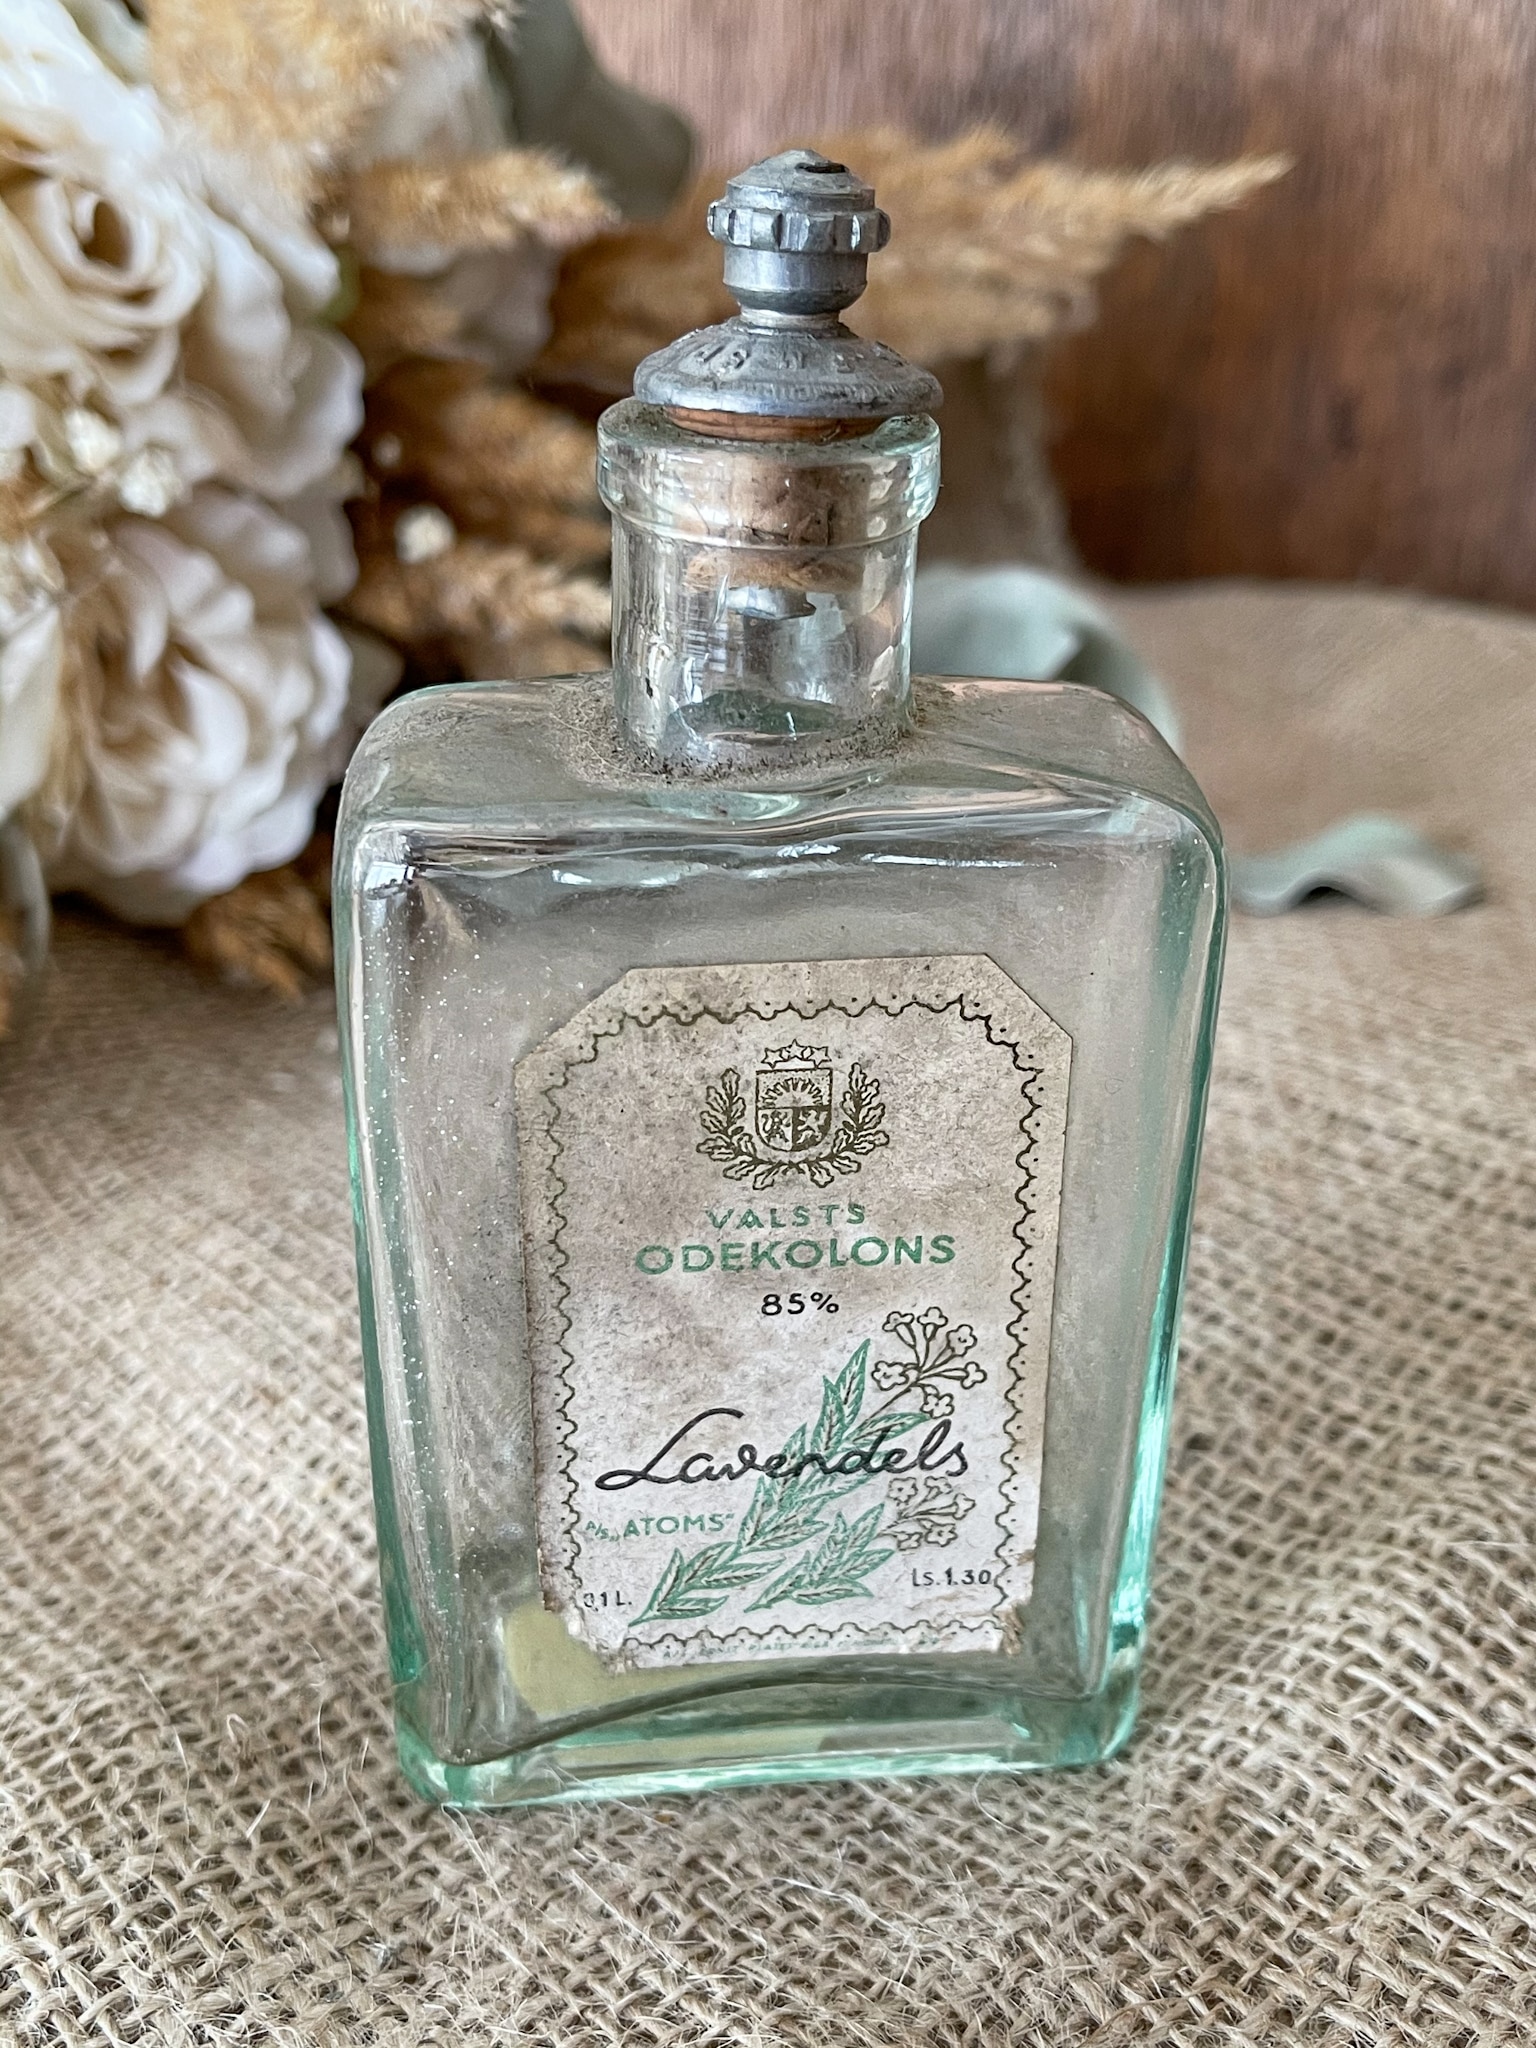 VALSTS
ODEKOLONS
85%
Lavendels
A/S. „ATOMS"
0,1 L.
Ls. 1.30